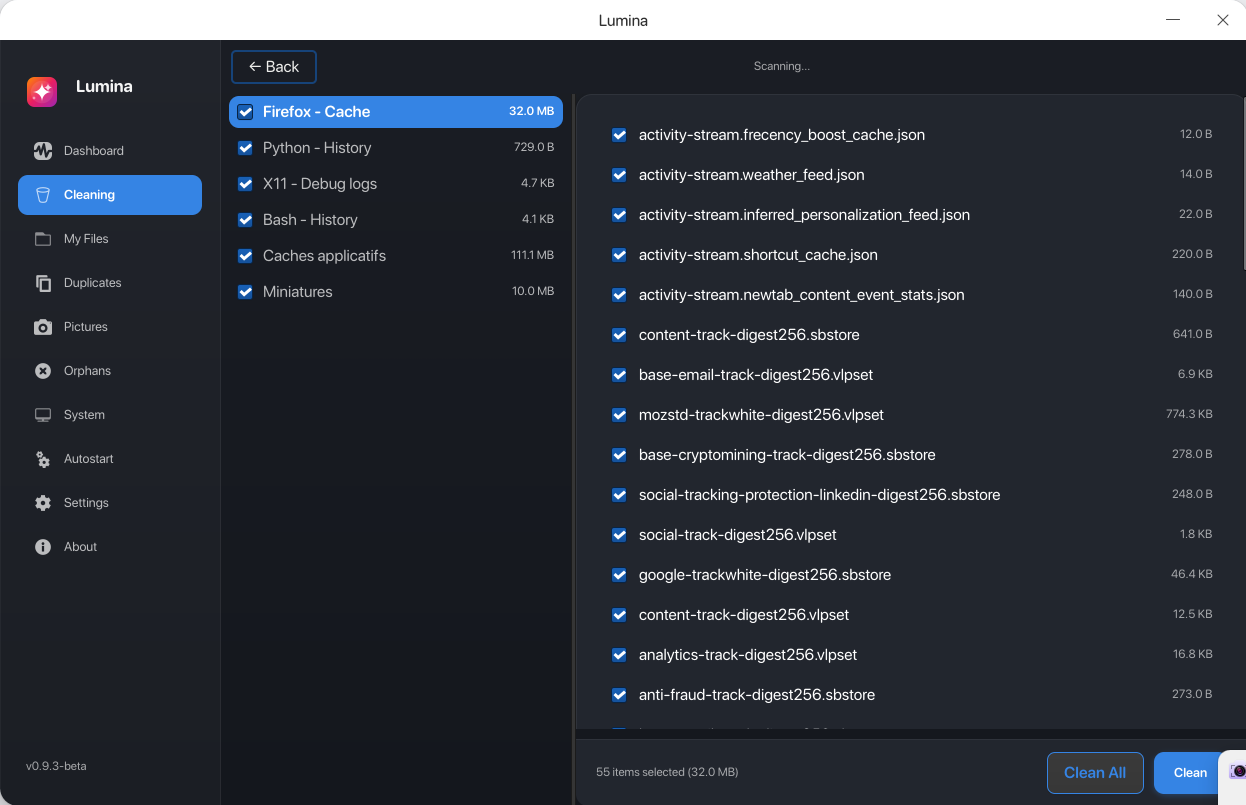 Lumina
Lumina
Dashboard
Cleaning
My Files
Duplicates
Pictures
Orphans
System
Autostart
Settings
About
v0.9.3-beta
← Back
Scanning...
Firefox - Cache 32.0 MB
Python - History 729.0 B
X11 - Debug logs 4.7 KB
Bash - History 4.1 KB
Caches applicatifs 111.1 MB
Miniatures 10.0 MB
activity-stream.frecency_boost_cache.json 12.0 B
activity-stream.weather_feed.json 14.0 B
activity-stream.inferred_personalization_feed.json 22.0 B
activity-stream.shortcut_cache.json 220.0 B
activity-stream.newtab_content_event_stats.json 140.0 B
content-track-digest256.sbstore 641.0 B
base-email-track-digest256.vlpset 6.9 KB
mozstd-trackwhite-digest256.vlpset 774.3 KB
base-cryptomining-track-digest256.sbstore 278.0 B
social-tracking-protection-linkedin-digest256.sbstore 248.0 B
social-track-digest256.vlpset 1.8 KB
google-trackwhite-digest256.sbstore 46.4 KB
content-track-digest256.vlpset 12.5 KB
analytics-track-digest256.vlpset 16.8 KB
anti-fraud-track-digest256.sbstore 273.0 B
55 items selected (32.0 MB)
Clean All
Clean